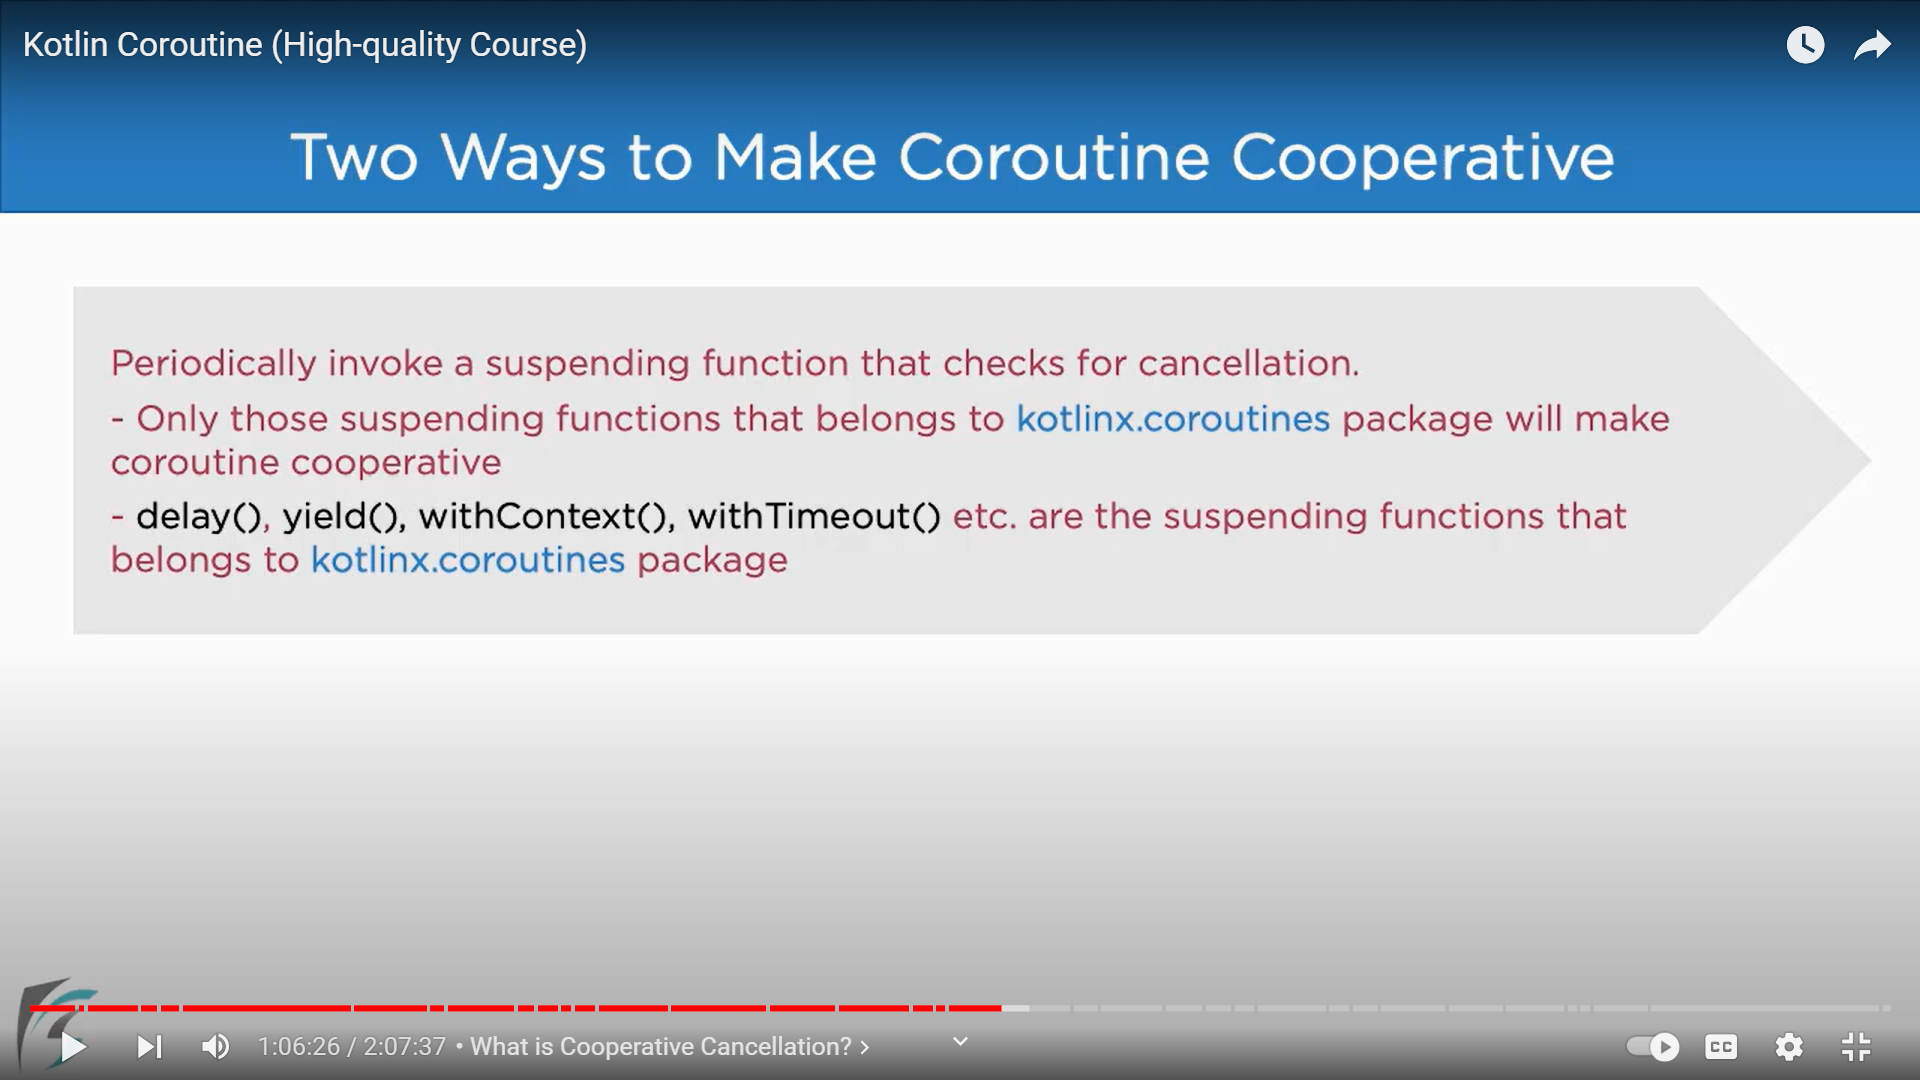 Kotlin Coroutine (High-quality Course)
Two Ways to Make Coroutine Cooperative
Periodically invoke a suspending function that checks for cancellation.
- Only those suspending functions that belongs to kotlinx.coroutines package will make
coroutine cooperative
- delay(), yield(), withContext(), withTimeout() etc. are the suspending functions that
belongs to kotlinx.coroutines package
1:06:26 / 2:07:37 • What is Cooperative Cancellation? >
CC